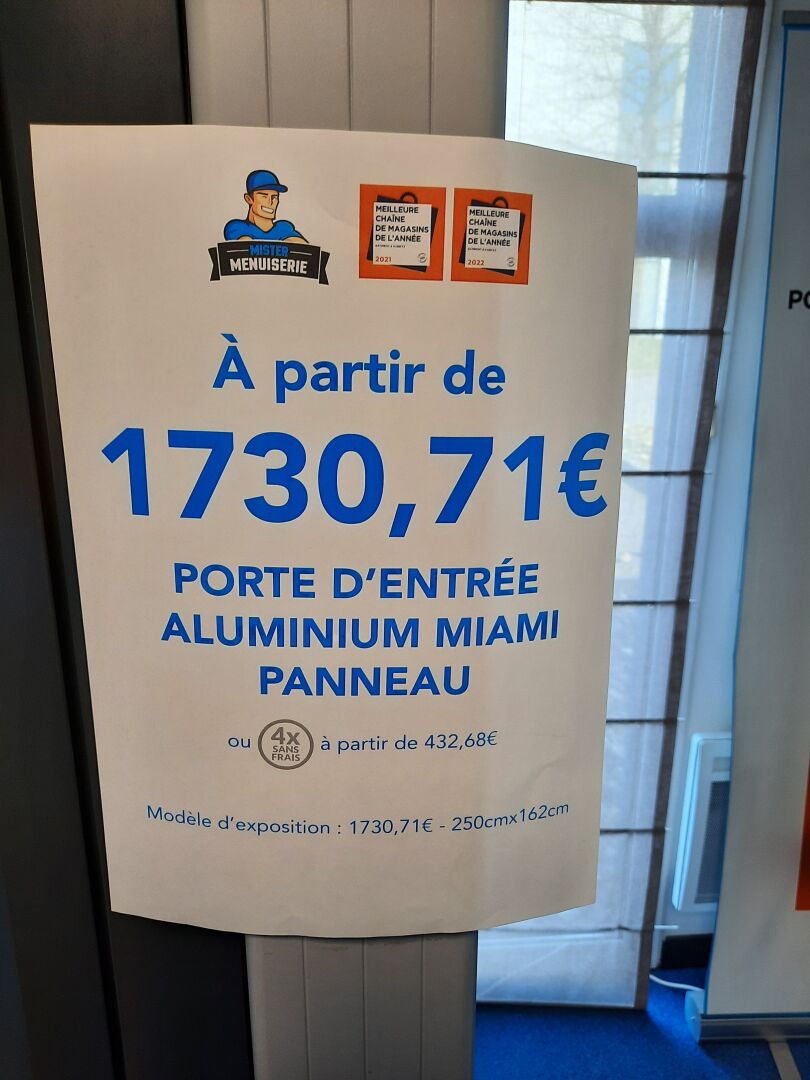 MISTER
MENUISERIE
MEILLEURE
CHAÎNE
DE MAGASINS
DE L'ANNÉE
2021
MEILLEURE
CHAÎNE
DE MAGASINS
DE L'ANNÉE
2022
À partir de
1730,71€
PORTE D'ENTRÉE
ALUMINIUM MIAMI
PANNEAU
ou 4x SANS FRAIS à partir de 432,68€
Modèle d'exposition : 1730,71€ - 250cmx162cm